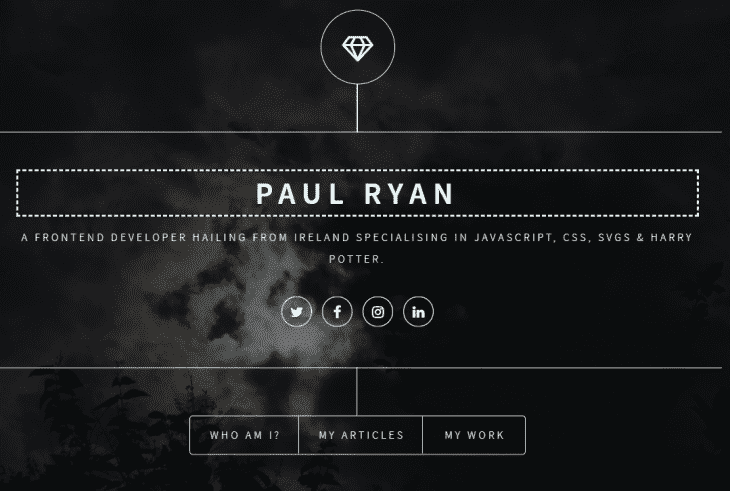 PAUL RYAN
A FRONTEND DEVELOPER HAILING FROM IRELAND SPECIALISING IN JAVASCRIPT, CSS, SVGS & HARRY
POTTER.
WHO AM I? MY ARTICLES MY WORK